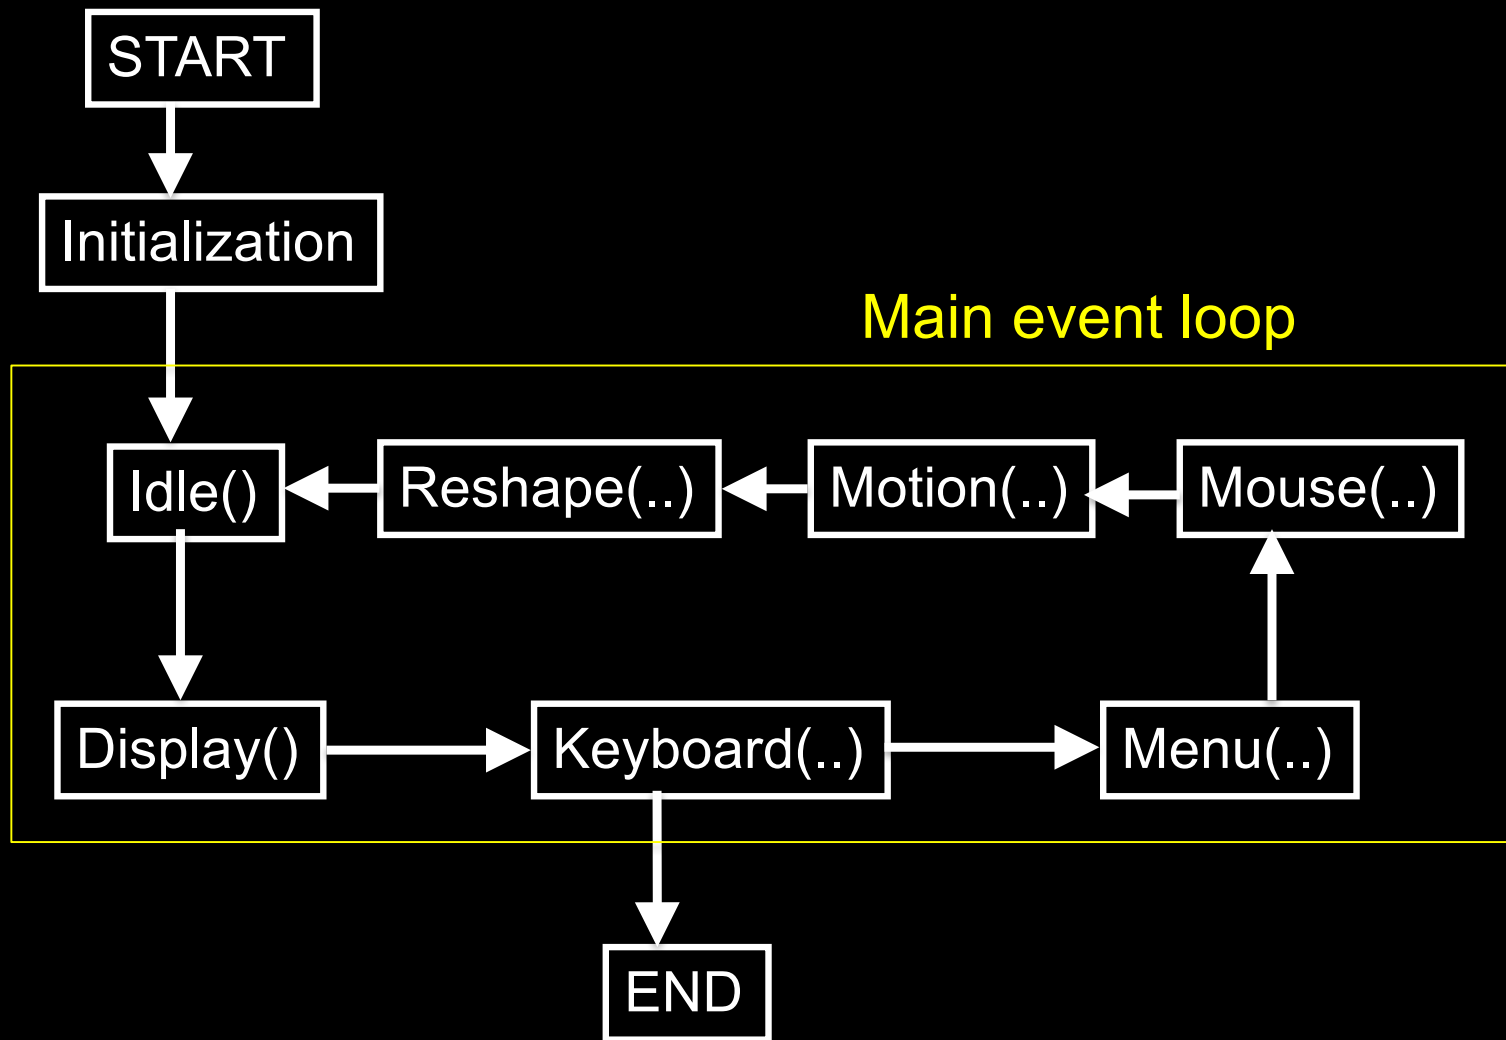 START
Initialization
Main event loop
Idle()
Reshape(..)
Motion(..)
Mouse(..)
Display()
Keyboard(..)
Menu(..)
END